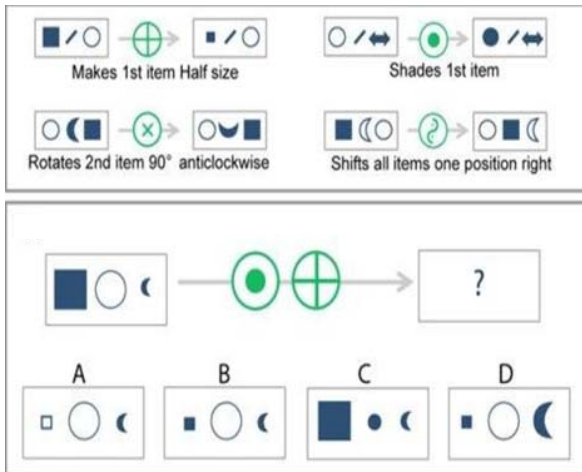 Makes 1st item Half size
Shades 1st item
Rotates 2nd item 90° anticlockwise
Shifts all items one position right
?
A
B
C
D